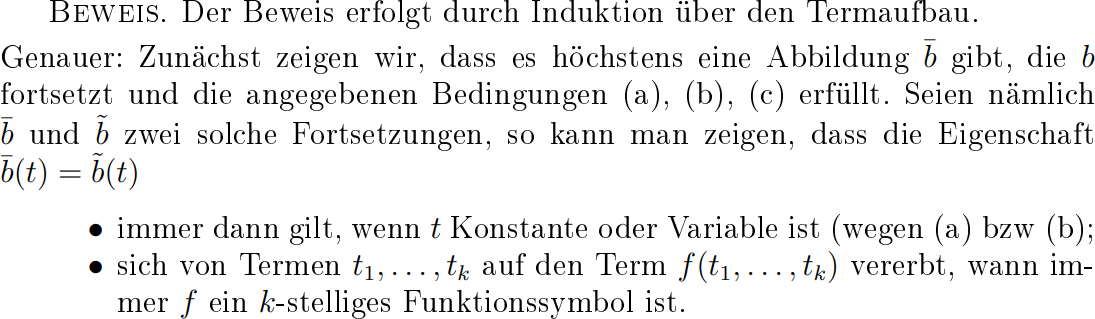 BEWEIS. Der Beweis erfolgt durch Induktion über den Termaufbau.
Genauer: Zunächst zeigen wir, dass es höchstens eine Abbildung b̄ gibt, die b
fortsetzt und die angegebenen Bedingungen (a), (b), (c) erfüllt. Seien nämlich
b̄ und b̃ zwei solche Fortsetzungen, so kann man zeigen, dass die Eigenschaft
b̄(t) = b̃(t)
• immer dann gilt, wenn t Konstante oder Variable ist (wegen (a) bzw (b);
• sich von Termen t₁, . . . , tₖ auf den Term f(t₁, . . . , tₖ) vererbt, wann im-
mer f ein k-stelliges Funktionssymbol ist.